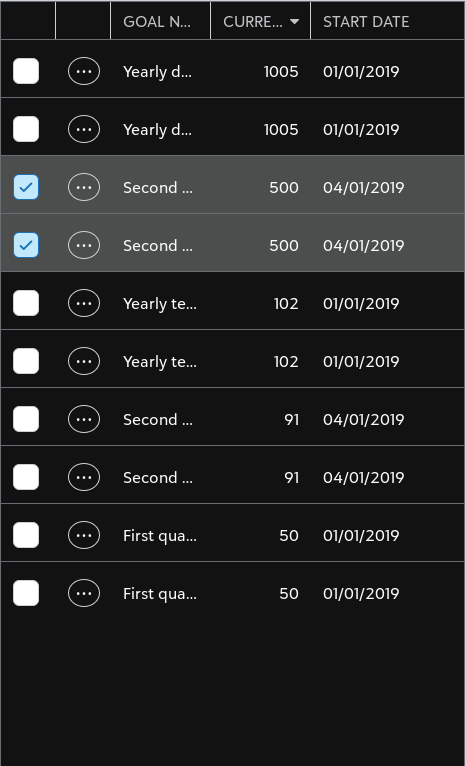 GOAL N... CURRE... START DATE
Yearly d... 1005 01/01/2019
Yearly d... 1005 01/01/2019
Second ... 500 04/01/2019
Second ... 500 04/01/2019
Yearly te... 102 01/01/2019
Yearly te... 102 01/01/2019
Second ... 91 04/01/2019
Second ... 91 04/01/2019
First qua... 50 01/01/2019
First qua... 50 01/01/2019